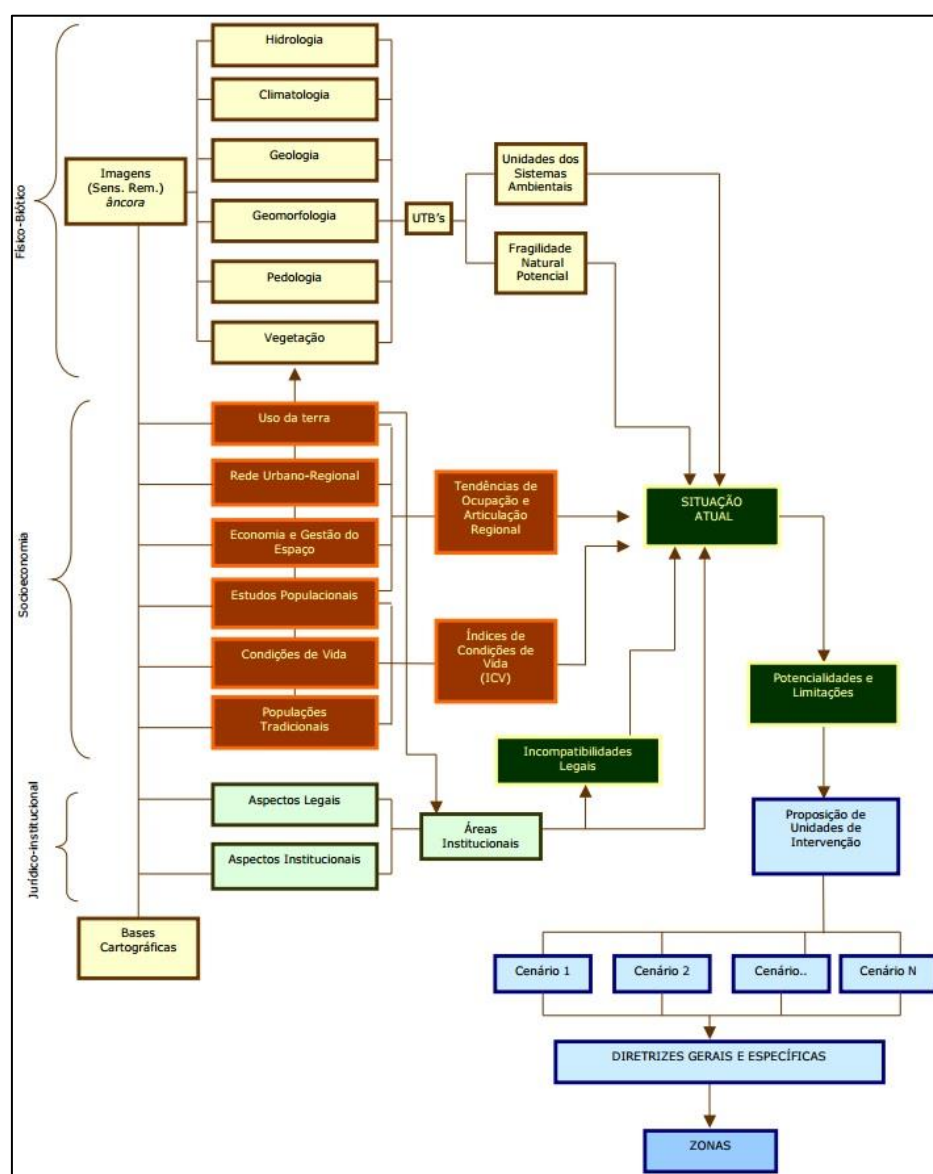 Físico-Biótico
Imagens
(Sens. Rem.)
âncora
Hidrologia
Climatologia
Geologia
Geomorfologia
Pedologia
Vegetação
UTB's
Unidades dos
Sistemas
Ambientais
Fragilidade
Natural
Potencial
Socioeconomia
Uso da terra
Rede Urbano-Regional
Economia e Gestão do
Espaço
Estudos Populacionais
Condições de Vida
Populações
Tradicionais
Tendências de
Ocupação e
Articulação
Regional
Índices de
Condições de
Vida
(ICV)
SITUAÇÃO
ATUAL
Potencialidades e
Limitações
Incompatibilidades
Legais
Jurídico-institucional
Aspectos Legais
Aspectos Institucionais
Áreas
Institucionais
Proposição de
Unidades de
Intervenção
Bases
Cartográficas
Cenário 1
Cenário 2
Cenário..
Cenário N
DIRETRIZES GERAIS E ESPECÍFICAS
ZONAS